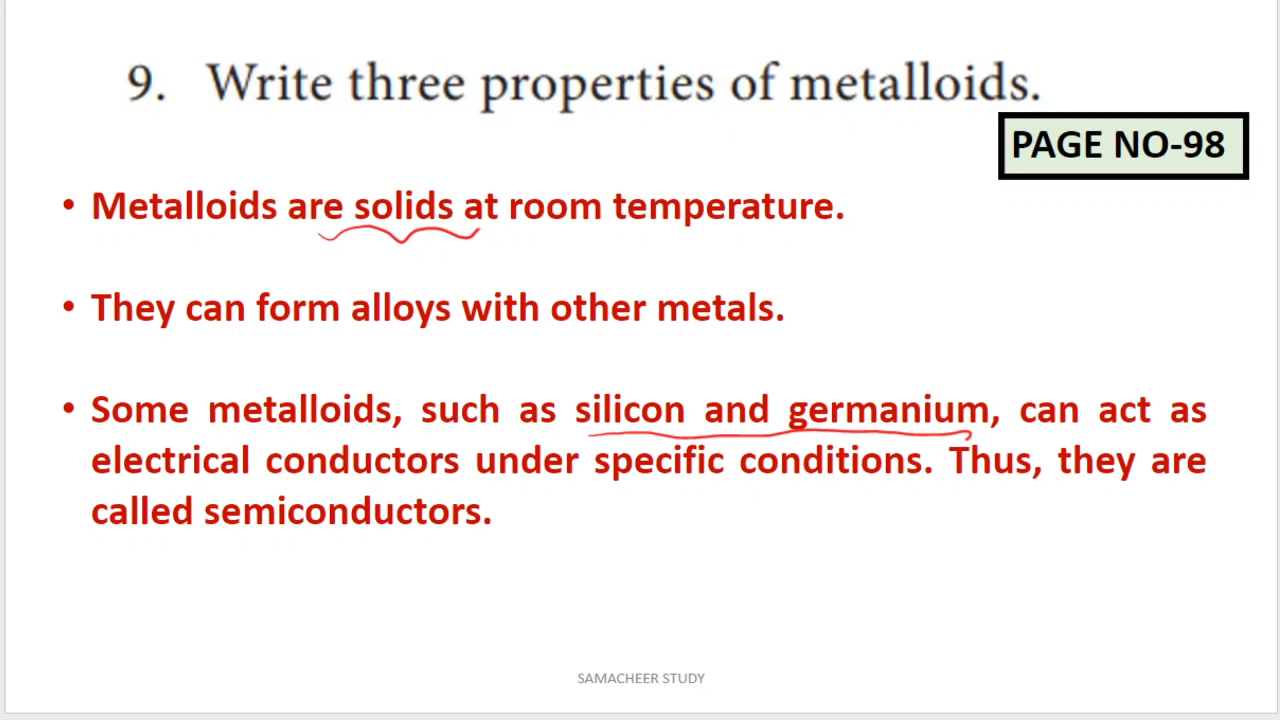 9. Write three properties of metalloids.
PAGE NO-98
• Metalloids are solids at room temperature.
• They can form alloys with other metals.
• Some metalloids, such as silicon and germanium, can act as
electrical conductors under specific conditions. Thus, they are
called semiconductors.
SAMACHEER STUDY